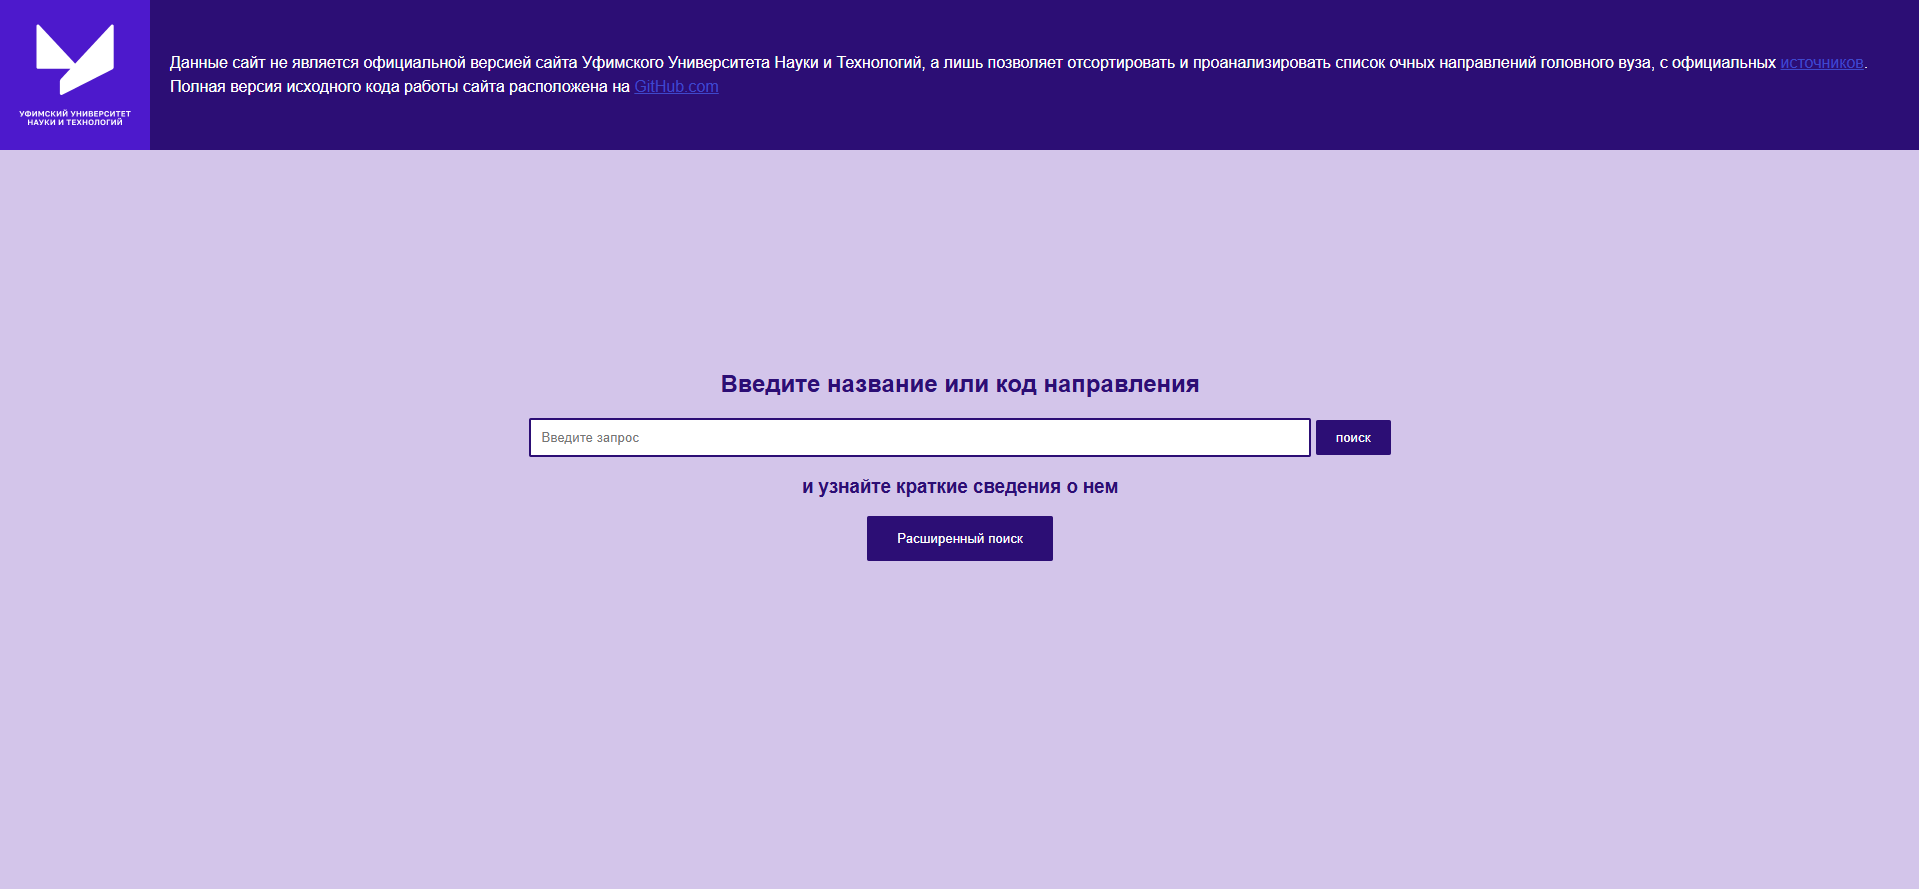 УФИМСКИЙ УНИВЕРСИТЕТ
НАУКИ И ТЕХНОЛОГИЙ
Данные сайт не является официальной версией сайта Уфимского Университета Науки и Технологий, а лишь позволяет отсортировать и проанализировать список очных направлений головного вуза, с официальных источников.
Полная версия исходного кода работы сайта расположена на GitHub.com
Введите название или код направления
Введите запрос
поиск
и узнайте краткие сведения о нем
Расширенный поиск